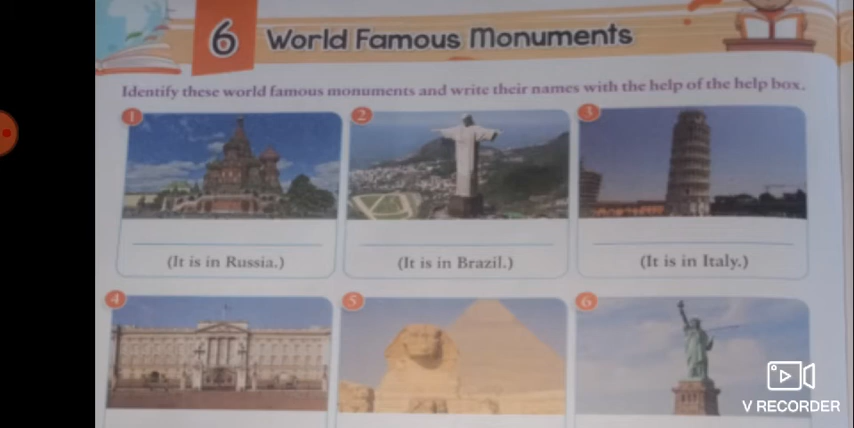 6 World Famous Monuments
Identify these world famous monuments and write their names with the help of the help box.
1
2
3
(It is in Russia.)
(It is in Brazil.)
(It is in Italy.)
4
5
6
V RECORDER